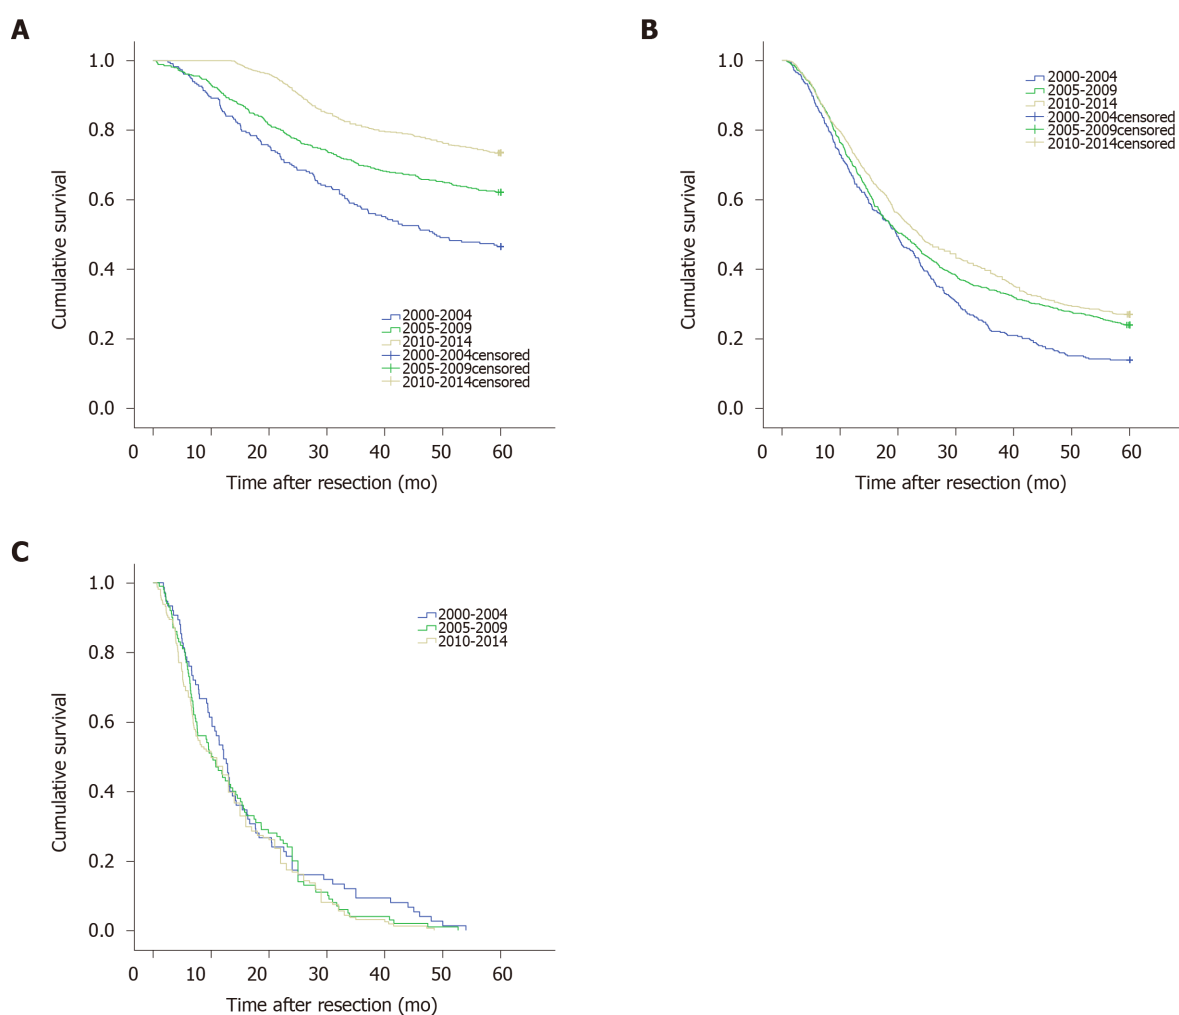 A
1.0
0.8
0.6
0.4
0.2
0.0
Cumulative survival
2000-2004
2005-2009
2010-2014
2000-2004censored
2005-2009censored
2010-2014censored
0 10 20 30 40 50 60
Time after resection (mo)
B
1.0
0.8
0.6
0.4
0.2
0.0
Cumulative survival
2000-2004
2005-2009
2010-2014
2000-2004censored
2005-2009censored
2010-2014censored
0 10 20 30 40 50 60
Time after resection (mo)
C
1.0
0.8
0.6
0.4
0.2
0.0
Cumulative survival
2000-2004
2005-2009
2010-2014
0 10 20 30 40 50 60
Time after resection (mo)